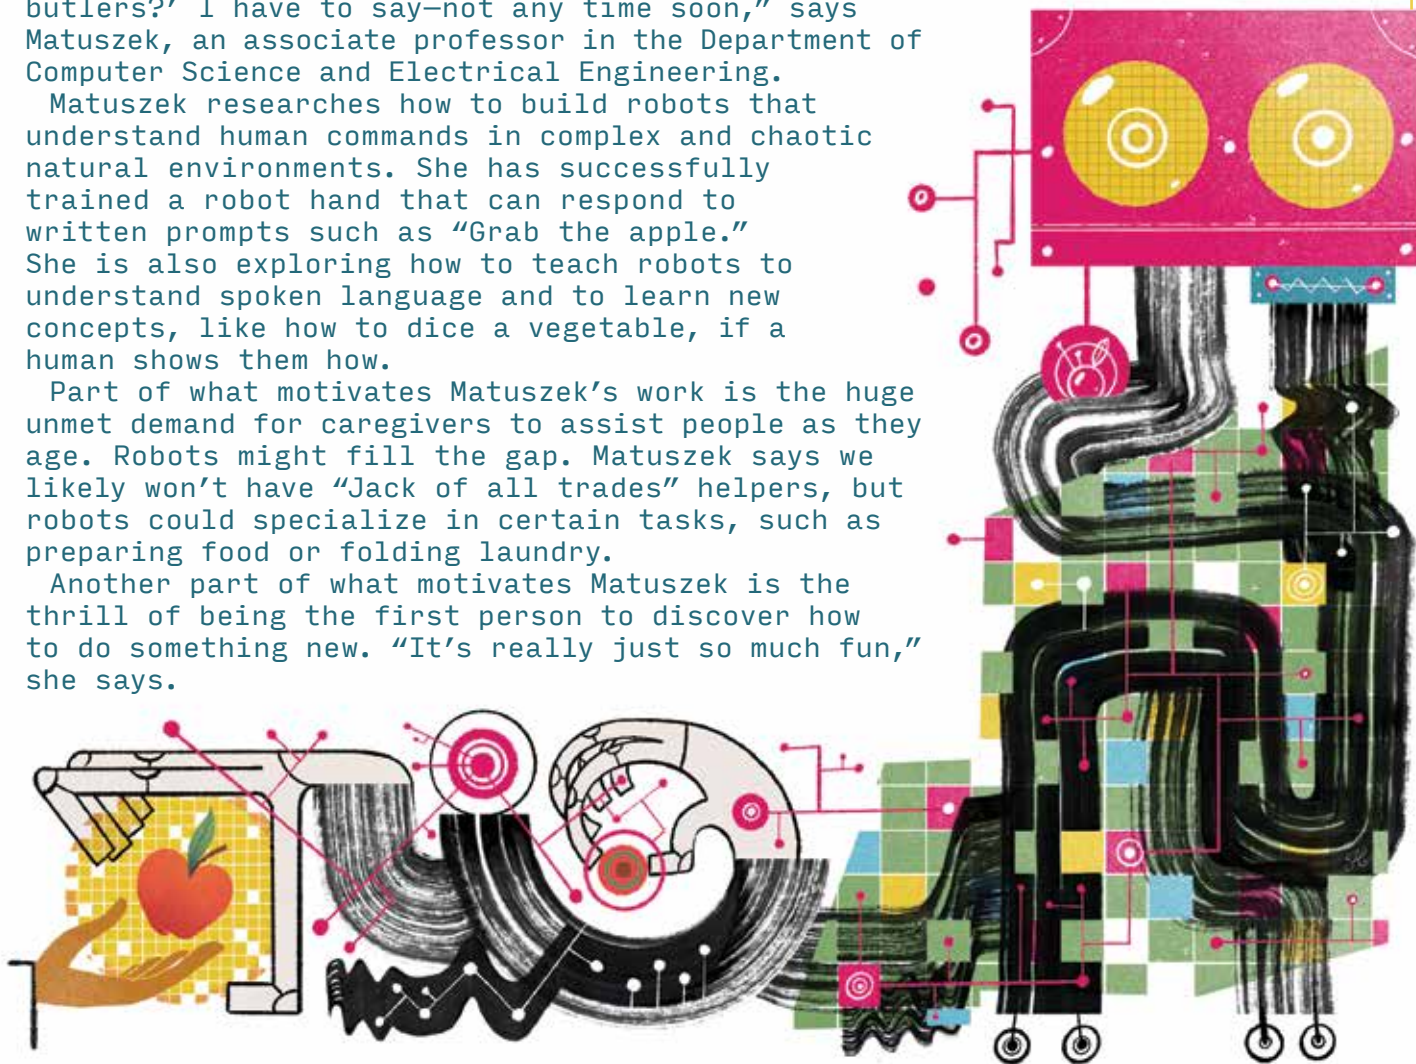 butlers?’ I have to say—not any time soon,” says
Matuszek, an associate professor in the Department of
Computer Science and Electrical Engineering.
Matuszek researches how to build robots that
understand human commands in complex and chaotic
natural environments. She has successfully
trained a robot hand that can respond to
written prompts such as “Grab the apple.”
She is also exploring how to teach robots to
understand spoken language and to learn new
concepts, like how to dice a vegetable, if a
human shows them how.
Part of what motivates Matuszek’s work is the huge
unmet demand for caregivers to assist people as they
age. Robots might fill the gap. Matuszek says we
likely won’t have “Jack of all trades” helpers, but
robots could specialize in certain tasks, such as
preparing food or folding laundry.
Another part of what motivates Matuszek is the
thrill of being the first person to discover how
to do something new. “It’s really just so much fun,”
she says.